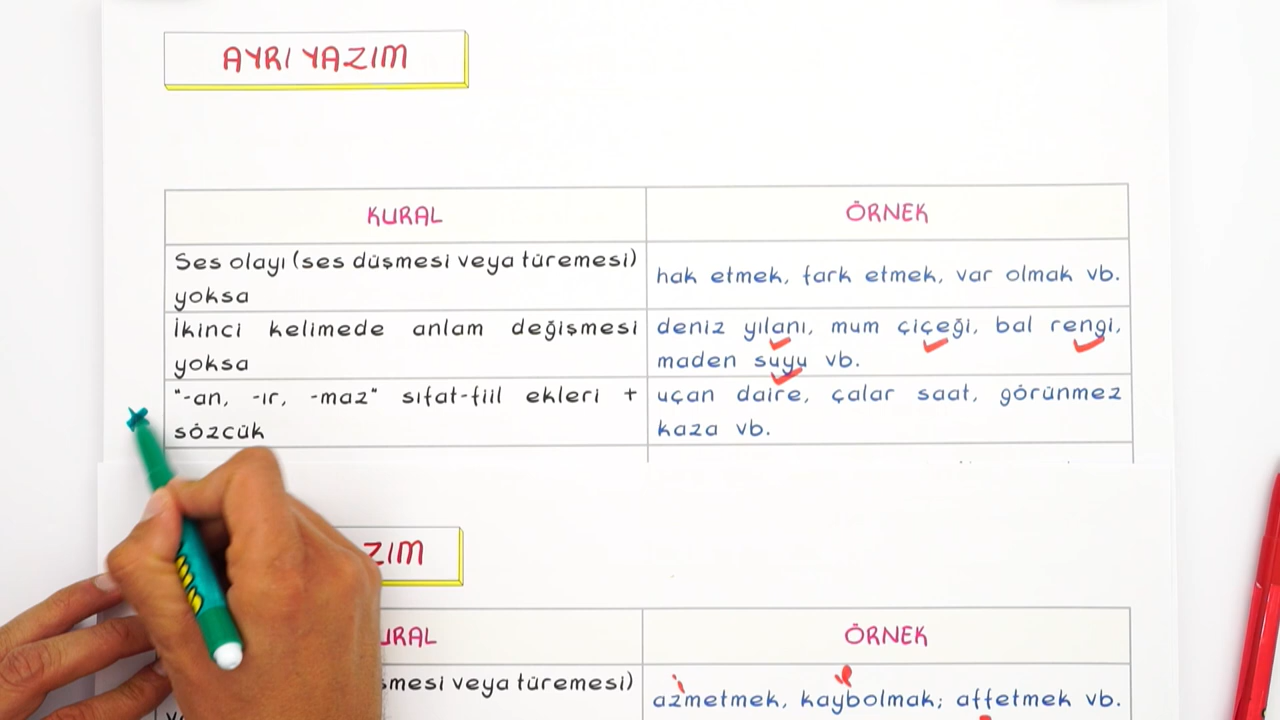 AYRI YAZIM
KURAL
ÖRNEK
Ses olayı (ses düşmesi veya türemesi)
yoksa
hak etmek, fark etmek, var olmak vb.
İkinci kelimede anlam değişmesi
yoksa
deniz yılanı, mum çiçeği, bal rengi,
maden suyu vb.
"-an, -ır, -maz" sıfat-fiil ekleri +
sözcük
uçan daire, çalar saat, görünmez
kaza vb.
ZIM
URAL
ÖRNEK
şmesi veya türemesi)
azmetmek, kaybolmak; affetmek vb.